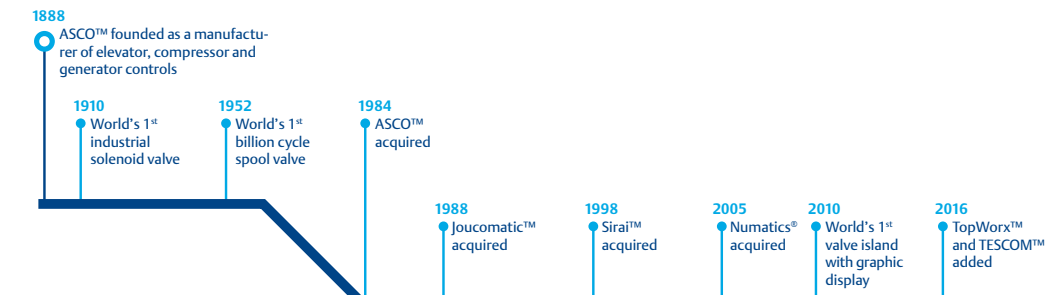 1888
ASCO™ founded as a manufactu-
rer of elevator, compressor and
generator controls
1910
World's 1st
industrial
solenoid valve
1952
World's 1st
billion cycle
spool valve
1984
ASCO™
acquired
1988
Joucomatic™
acquired
1998
Sirai™
acquired
2005
Numatics®
acquired
2010
World's 1st
valve island
with graphic
display
2016
TopWorx™
and TESCOM™
added